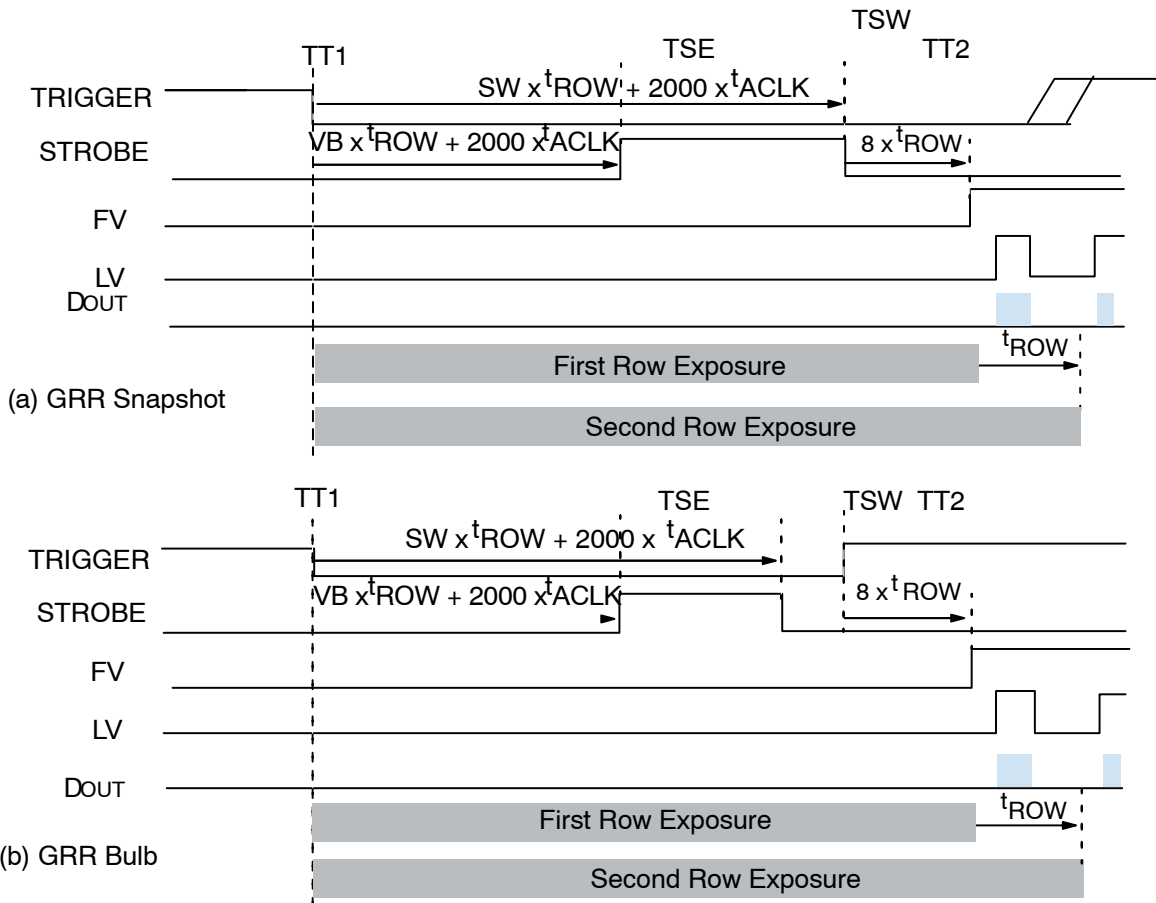 TSW
TT1 TSE TT2
SW x tROW + 2000 x tACLK
TRIGGER
VB x tROW + 2000 x tACLK 8 x tROW
STROBE
FV
LV
DOUT
tROW
First Row Exposure
(a) GRR Snapshot
Second Row Exposure
TT1 TSE TSW TT2
SW x tROW + 2000 x tACLK
TRIGGER
VB x tROW + 2000 x tACLK 8 x tROW
STROBE
FV
LV
DOUT
tROW
First Row Exposure
(b) GRR Bulb
Second Row Exposure